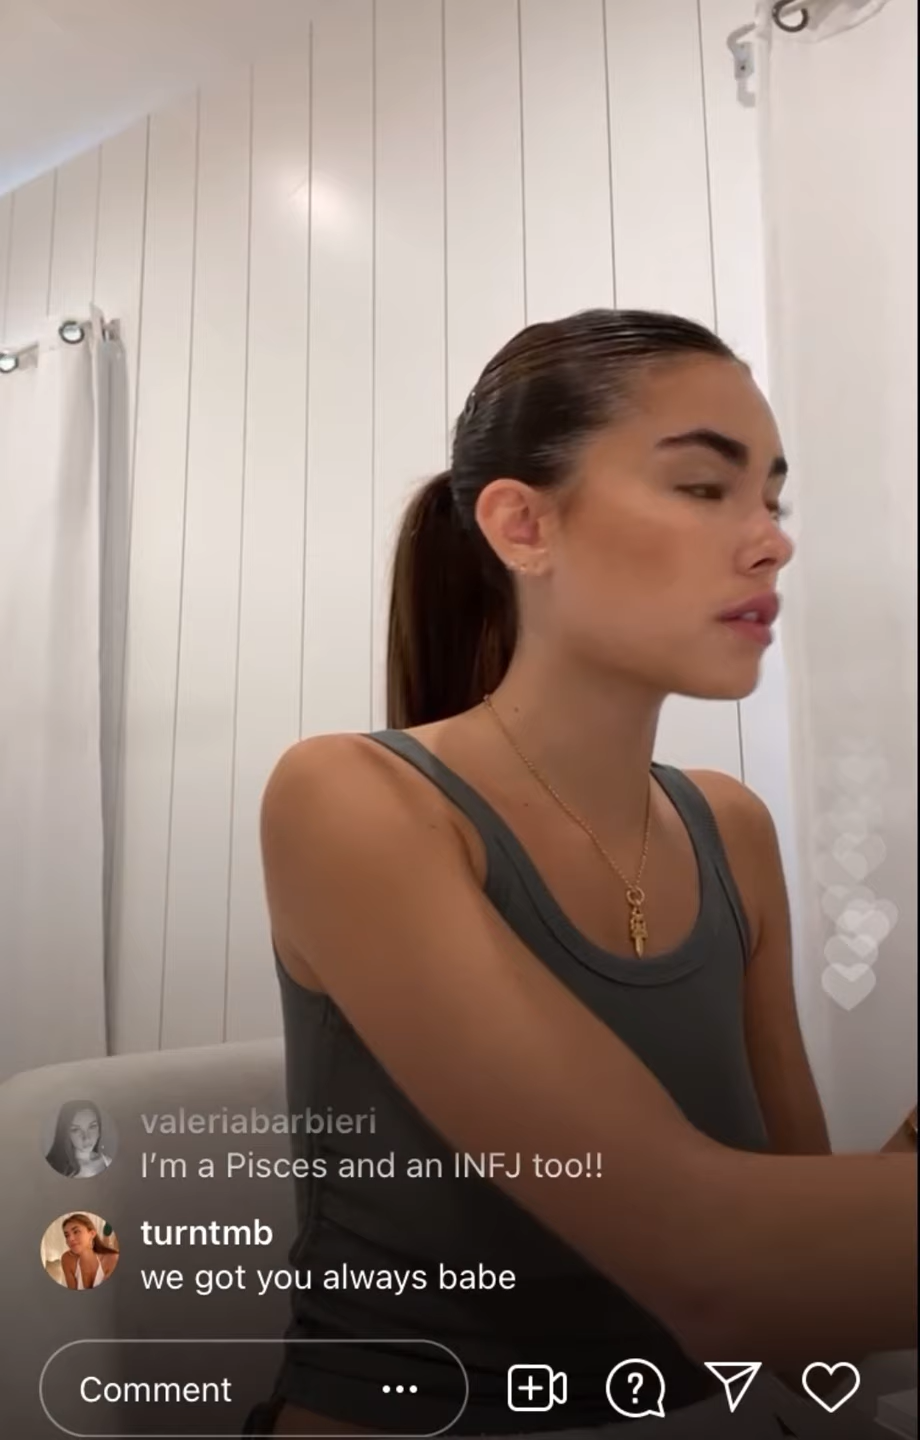 valeriabarbieri
I'm a Pisces and an INFJ too!!
turntmb
we got you always babe
Comment